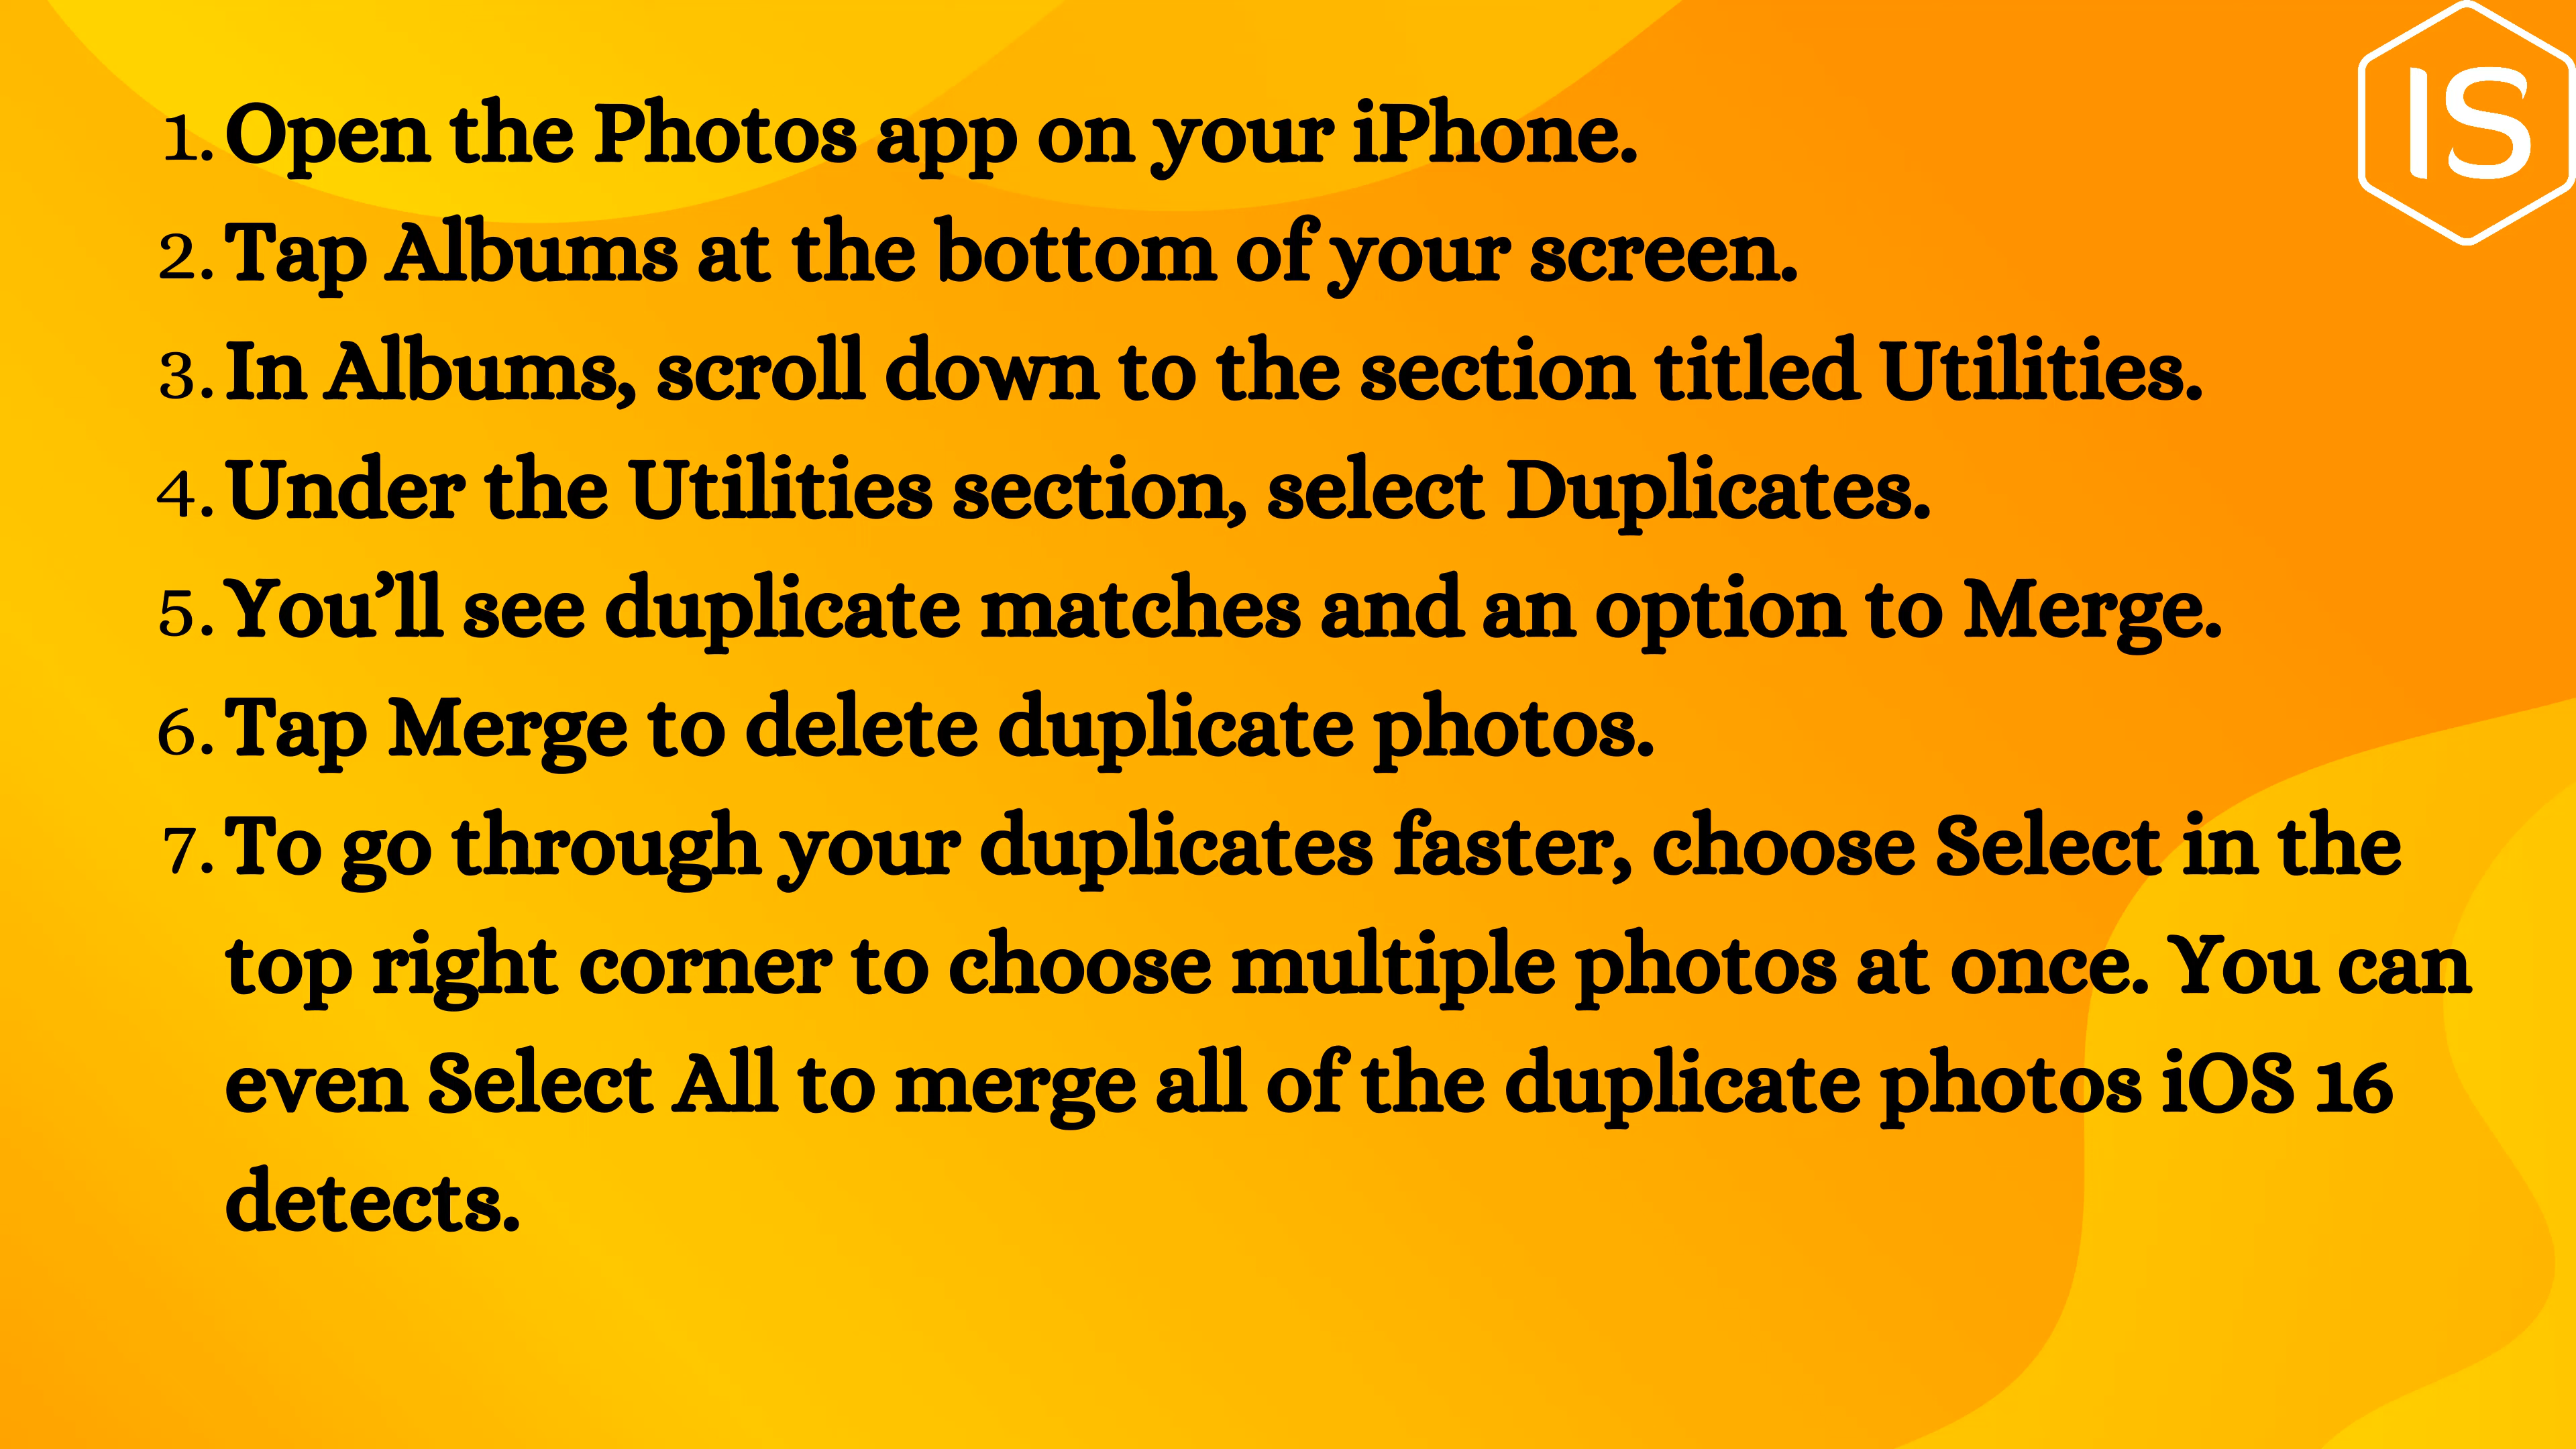 IS
1. Open the Photos app on your iPhone.
2. Tap Albums at the bottom of your screen.
3. In Albums, scroll down to the section titled Utilities.
4. Under the Utilities section, select Duplicates.
5. You’ll see duplicate matches and an option to Merge.
6. Tap Merge to delete duplicate photos.
7. To go through your duplicates faster, choose Select in the
top right corner to choose multiple photos at once. You can
even Select All to merge all of the duplicate photos iOS 16
detects.